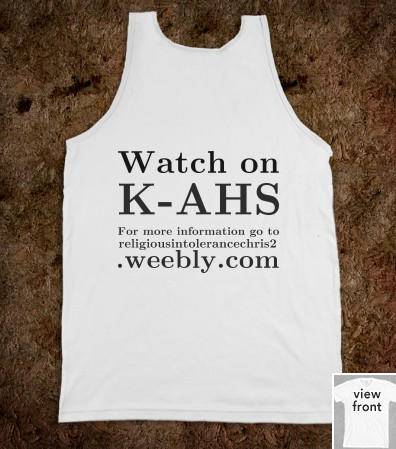 Watch on
K-AHS
For more information go to
religiousintolerancechris2
.weebly.com
view
front